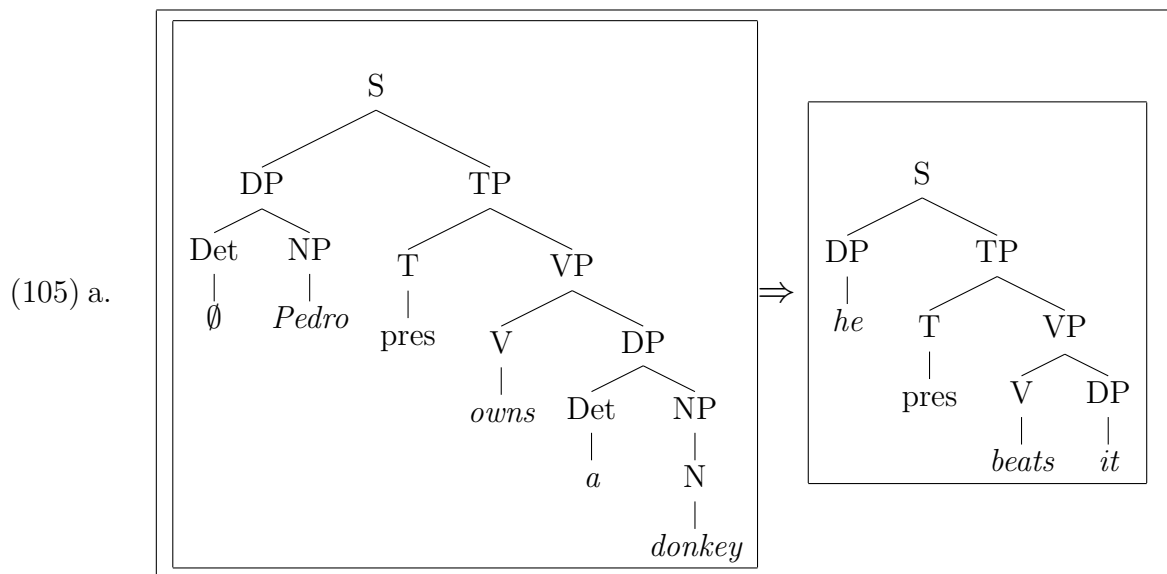 S
DP TP
Det NP T VP
∅ Pedro pres V DP
owns Det NP
a N
donkey
(105) a.
⇒
S
DP TP
he T VP
pres V DP
beats it